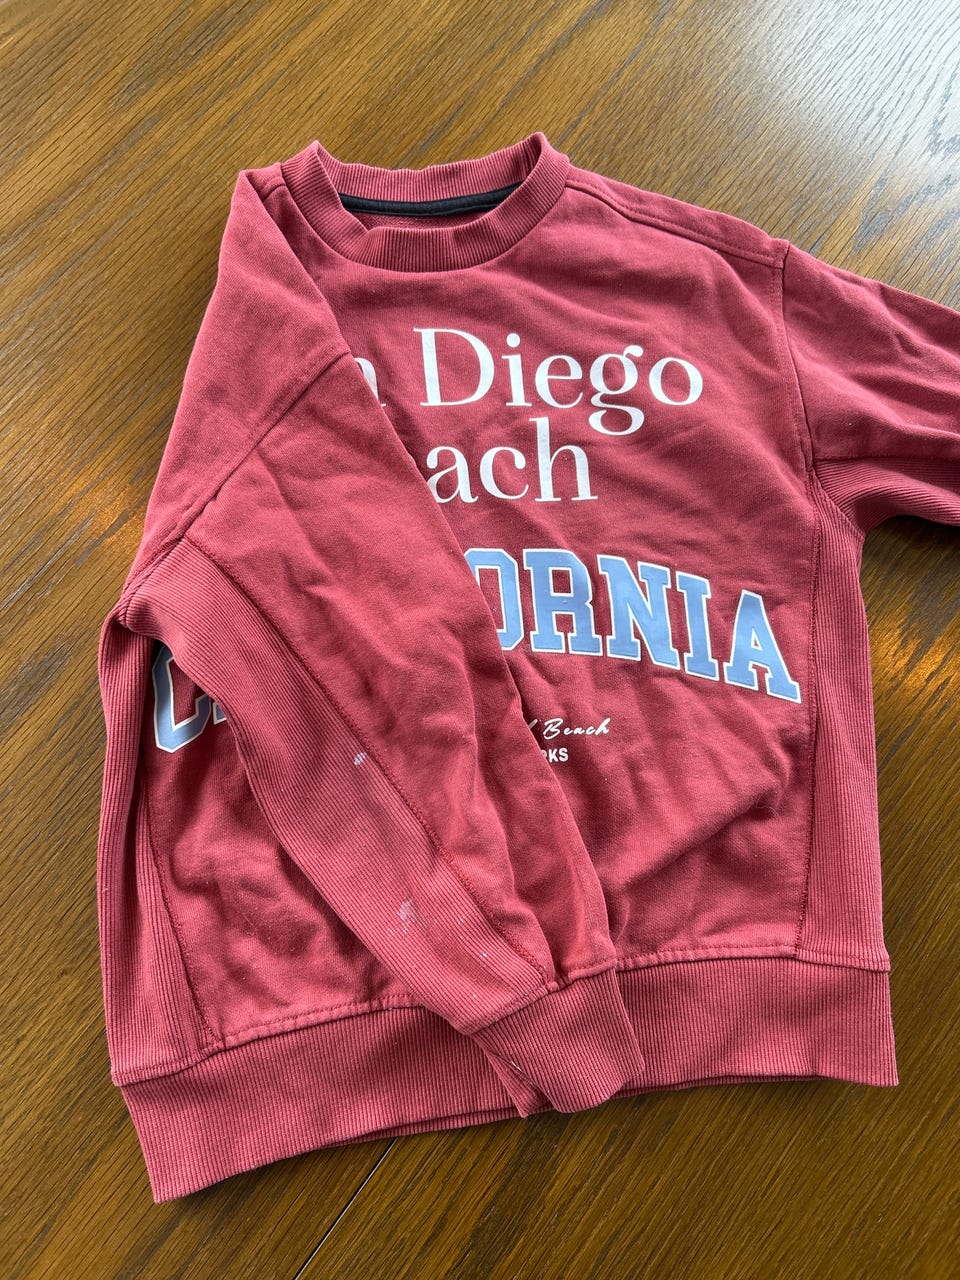 Diego
ach
ORNIA
Beach
RKS